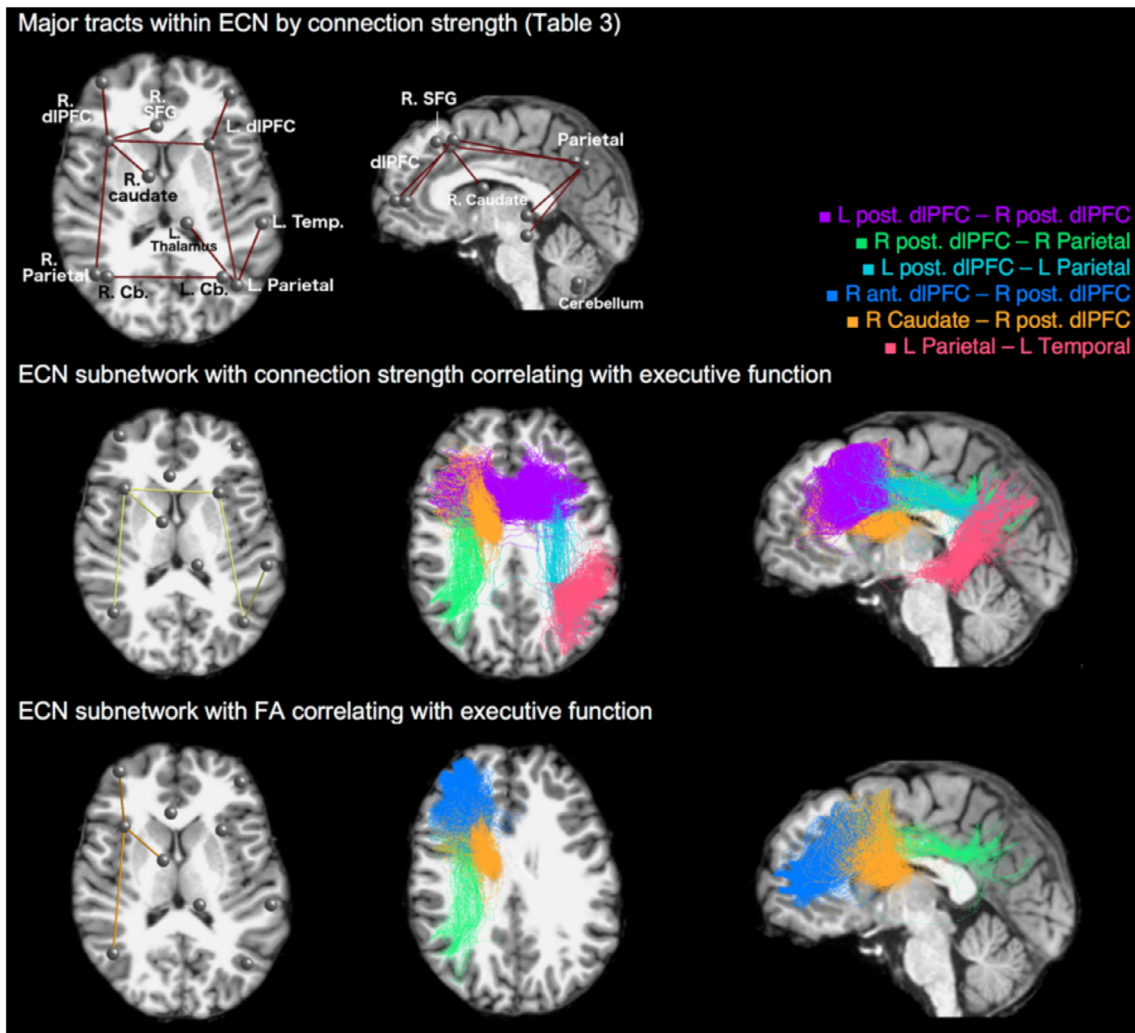 Major tracts within ECN by connection strength (Table 3)
R.
dlPFC
R.
SFG
L. dlPFC
R.
caudate
L. Temp.
L.
Thalamus
R.
Parietal
R. Cb.
L. Cb.
L. Parietal
R. SFG
Parietal
dlPFC
R. Caudate
Cerebellum
L post. dlPFC – R post. dlPFC
R post. dlPFC – R Parietal
L post. dlPFC – L Parietal
R ant. dlPFC – R post. dlPFC
R Caudate – R post. dlPFC
L Parietal – L Temporal
ECN subnetwork with connection strength correlating with executive function
ECN subnetwork with FA correlating with executive function